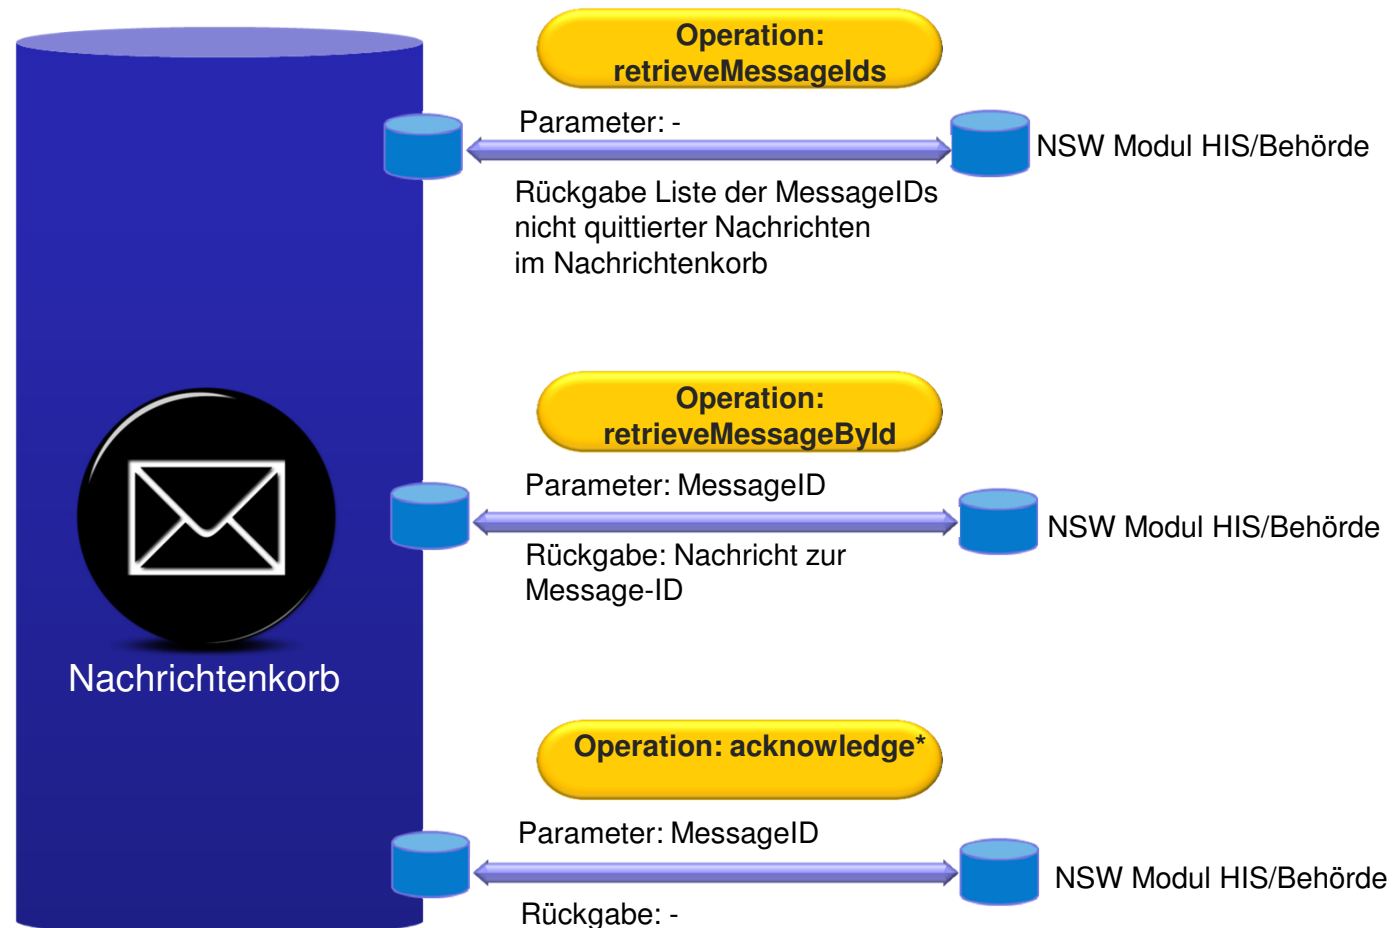 Operation:
retrieveMessageIds
Parameter: -
NSW Modul HIS/Behörde
Rückgabe Liste der MessageIDs
nicht quittierter Nachrichten
im Nachrichtenkorb
Operation:
retrieveMessageById
Parameter: MessageID
NSW Modul HIS/Behörde
Rückgabe: Nachricht zur
Message-ID
Nachrichtenkorb
Operation: acknowledge*
Parameter: MessageID
NSW Modul HIS/Behörde
Rückgabe: -